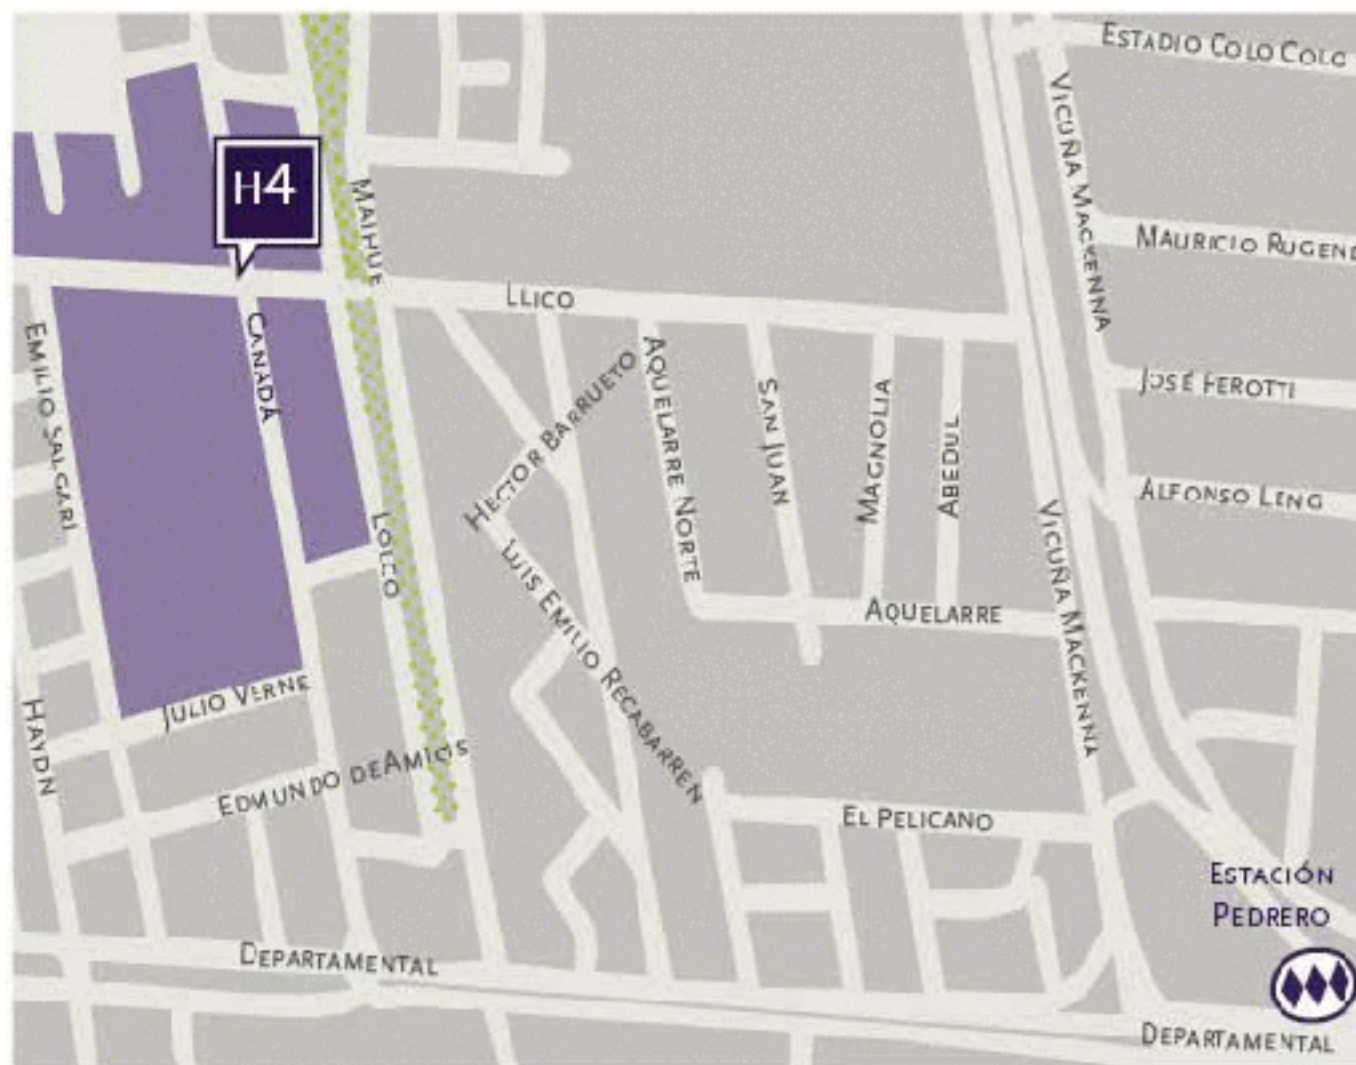 ESTADIO COLO COLO
VICUÑA MACKENNA
H4
MAIHUE
MAURICIO RUGEND
LLICO
EMILIO SALGARI
CANADÁ
HECTOR BARRUETO
AQUELARRE NORTE
SAN JUAN
MAGNOLIA
ABEDUL
JOSÉ PEROTTI
ALFONSO LENG
LOLCO
LUIS EMILIO RECABARREN
VICUÑA MACKENNA
AQUELARRE
JULIO VERNE
HAYDN
EDMUNDO DE AMICIS
EL PELICANO
ESTACIÓN
PEDRERO
DEPARTAMENTAL
DEPARTAMENTAL